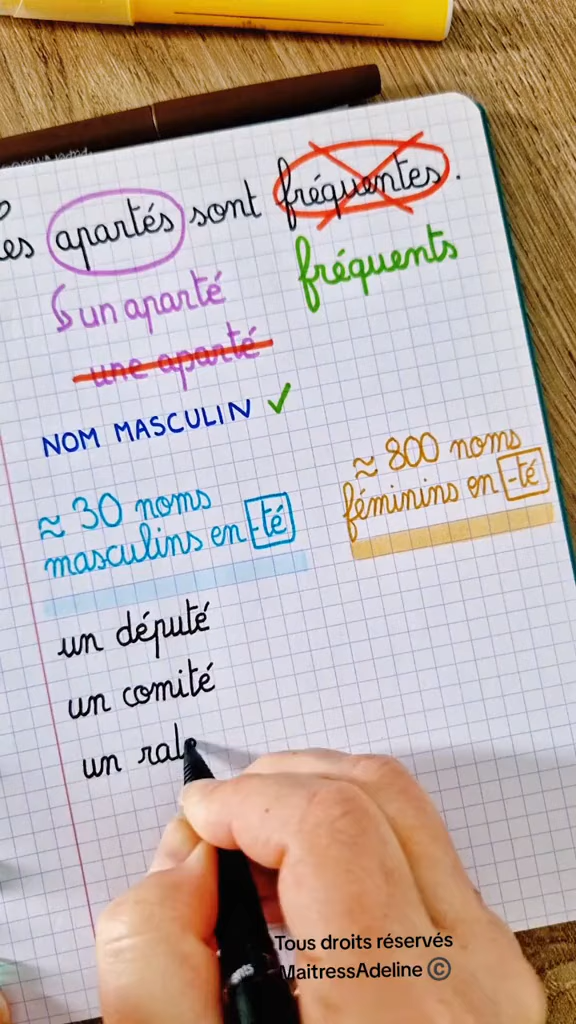 es apartés sont fréquentes.
un aparté
fréquents
une aparté
NOM MASCULIN ✓
≈ 30 noms
masculins en -té
≈ 800 noms
féminins en -té
un député
un comité
un ral
Tous droits réservés
MaitressAdeline ©